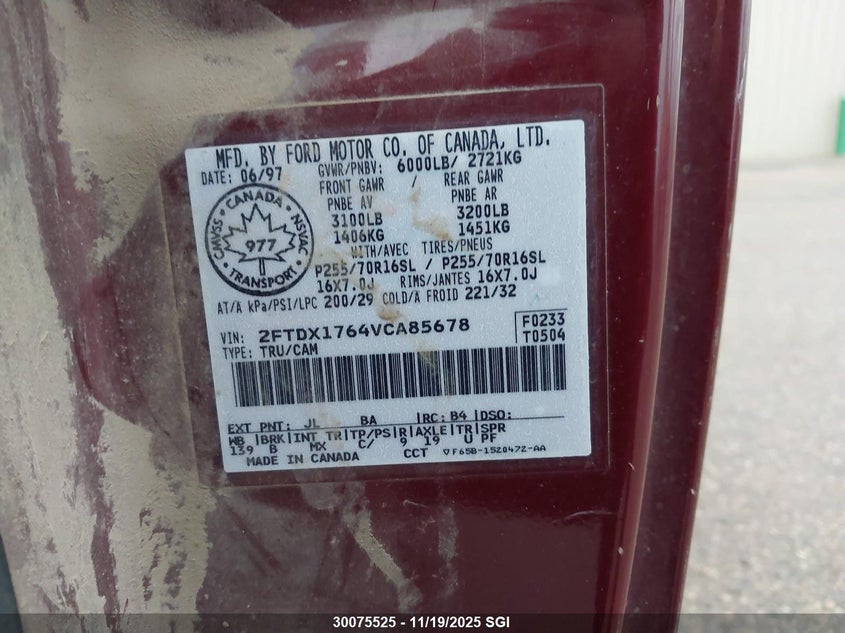 MFD. BY FORD MOTOR CO. OF CANADA, LTD.
DATE: 06/97 GVWR/PNBV: 6000LB/ 2721KG
FRONT GAWR / REAR GAWR
PNBE AV PNBE AR
3100LB 3200LB
1406KG 1451KG
WITH/AVEC TIRES/PNEUS
P255/70R16SL / P255/70R16SL
16X7.0J RIMS/JANTES 16X7.0J
AT/A kPa/PSI/LPC 200/29 COLD/A FROID 221/32
CANADA
CMVSS NSVAC
977
TRANSPORT
VIN: 2FTDX1764VCA85678 F0233
TYPE: TRU/CAM T0504
EXT PNT: JL BA RC: B4 DSO:
WB BRK INT TR TP/PS R AXLE TR SPR
139 B MX C/ 9 19 U PF
MADE IN CANADA CCT ▽F65B-1520472-AA
30075525 - 11/19/2025 SGI